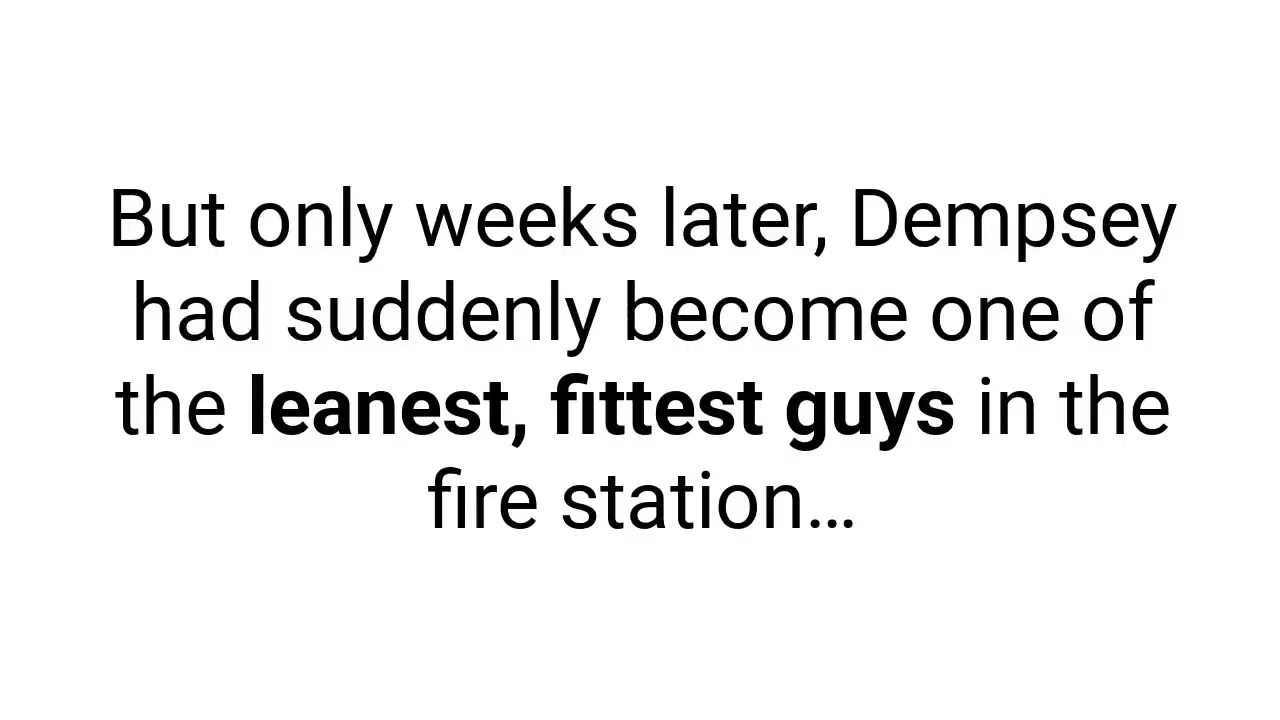 But only weeks later, Dempsey
had suddenly become one of
the leanest, fittest guys in the
fire station…